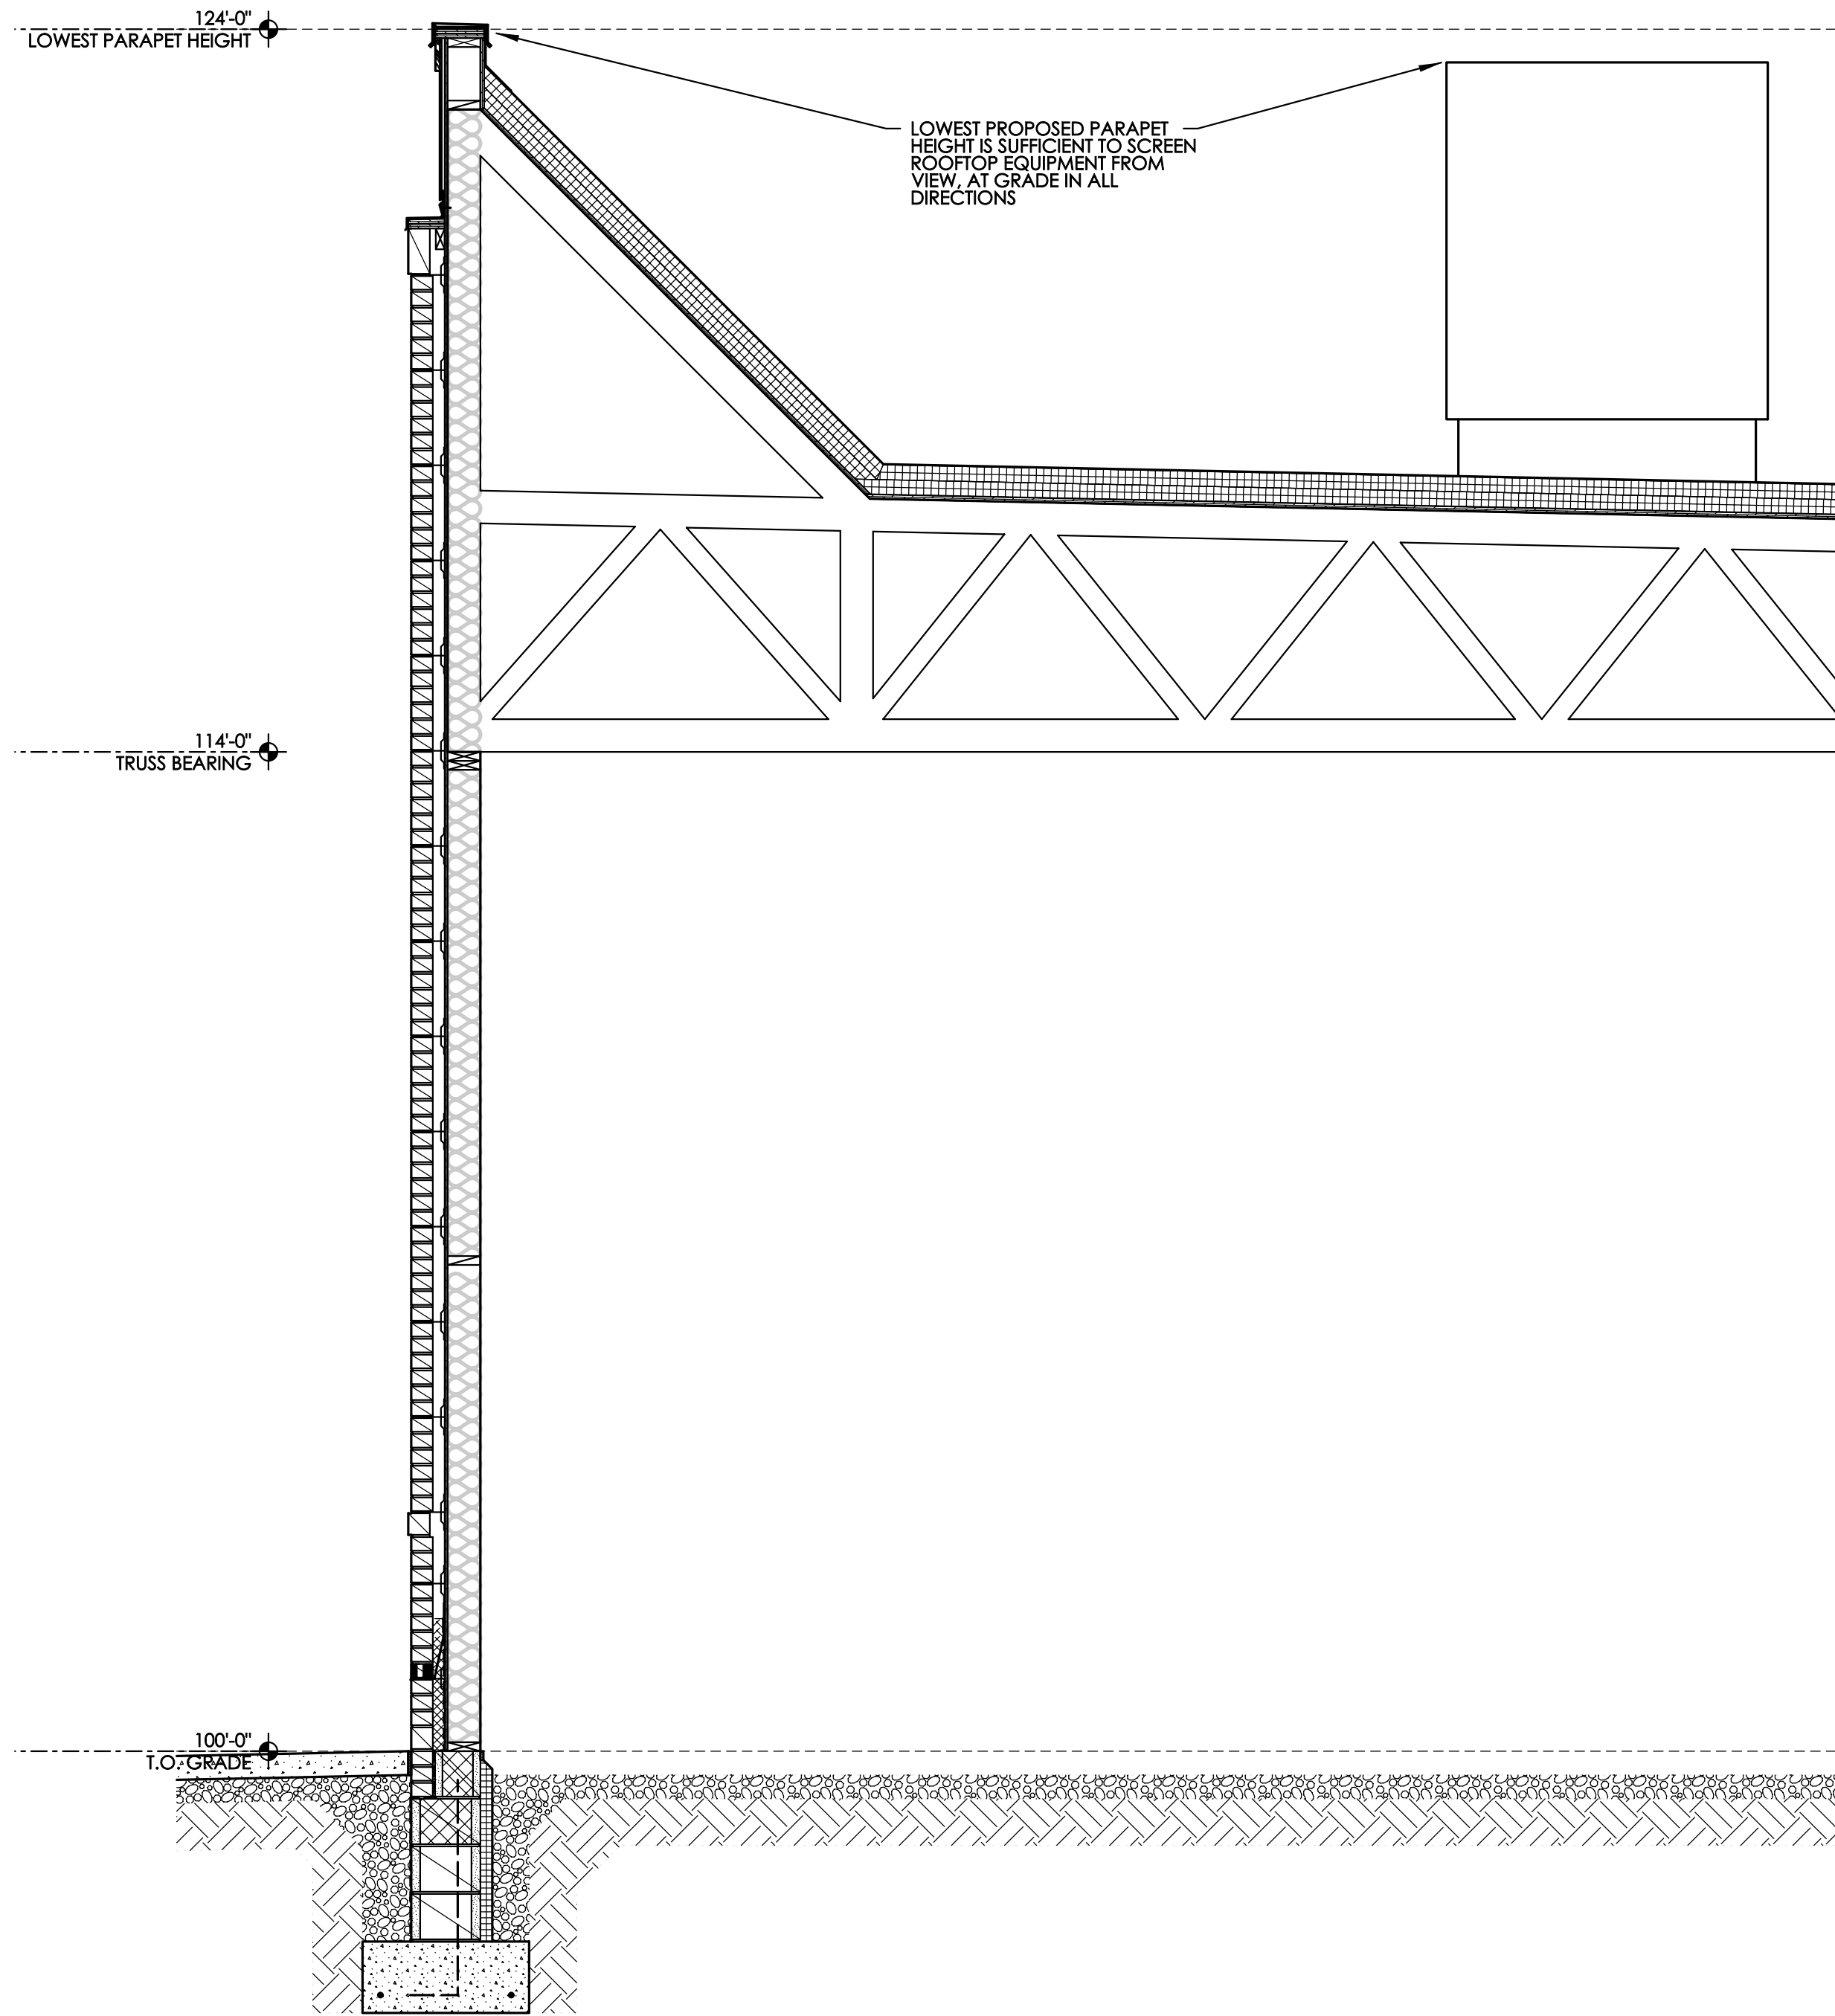 124'-0"
LOWEST PARAPET HEIGHT
LOWEST PROPOSED PARAPET
HEIGHT IS SUFFICIENT TO SCREEN
ROOFTOP EQUIPMENT FROM
VIEW, AT GRADE IN ALL
DIRECTIONS
114'-0"
TRUSS BEARING
100'-0"
T.O. GRADE